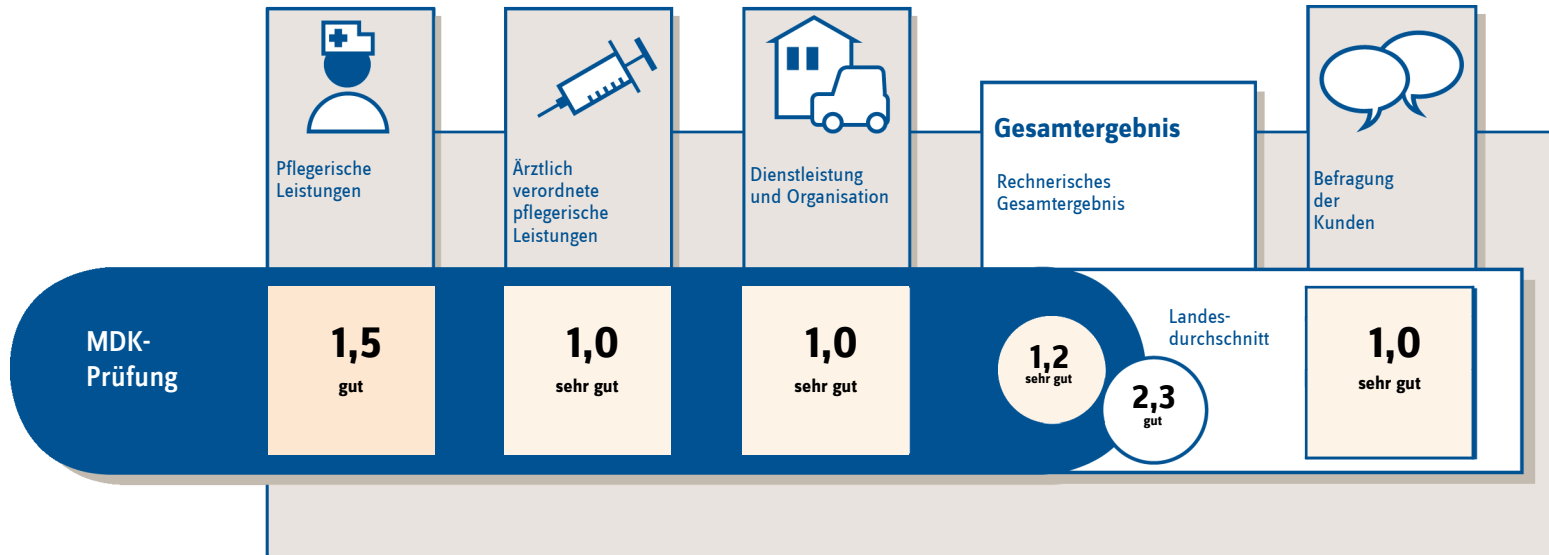 Pflegerische
Leistungen
Ärztlich
verordnete
pflegerische
Leistungen
Dienstleistung
und Organisation
Gesamtergebnis
Rechnerisches
Gesamtergebnis
Befragung
der
Kunden
MDK-
Prüfung
1,5
gut
1,0
sehr gut
1,0
sehr gut
1,2
sehr gut
Landes-
durchschnitt
2,3
gut
1,0
sehr gut